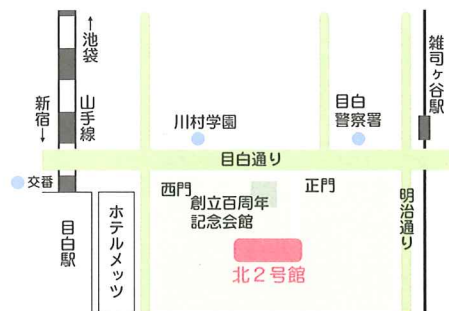 ↑池袋
新宿↓
山手線
川村学園
目白
警察署
雑司ヶ谷駅
目白通り
交番
西門
創立百周年
記念会館
正門
明治通り
目白駅
ホテルメッツ
北2号館